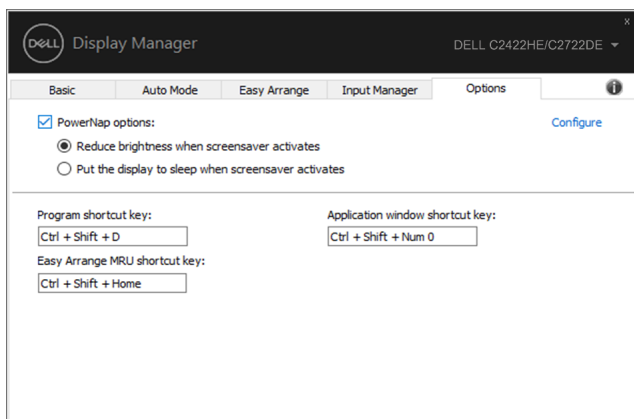 DELL Display Manager
x
DELL C2422HE/C2722DE
Basic Auto Mode Easy Arrange Input Manager Options
i
PowerNap options: Configure
Reduce brightness when screensaver activates
Put the display to sleep when screensaver activates
Program shortcut key: Application window shortcut key:
Ctrl + Shift + D Ctrl + Shift + Num 0
Easy Arrange MRU shortcut key:
Ctrl + Shift + Home